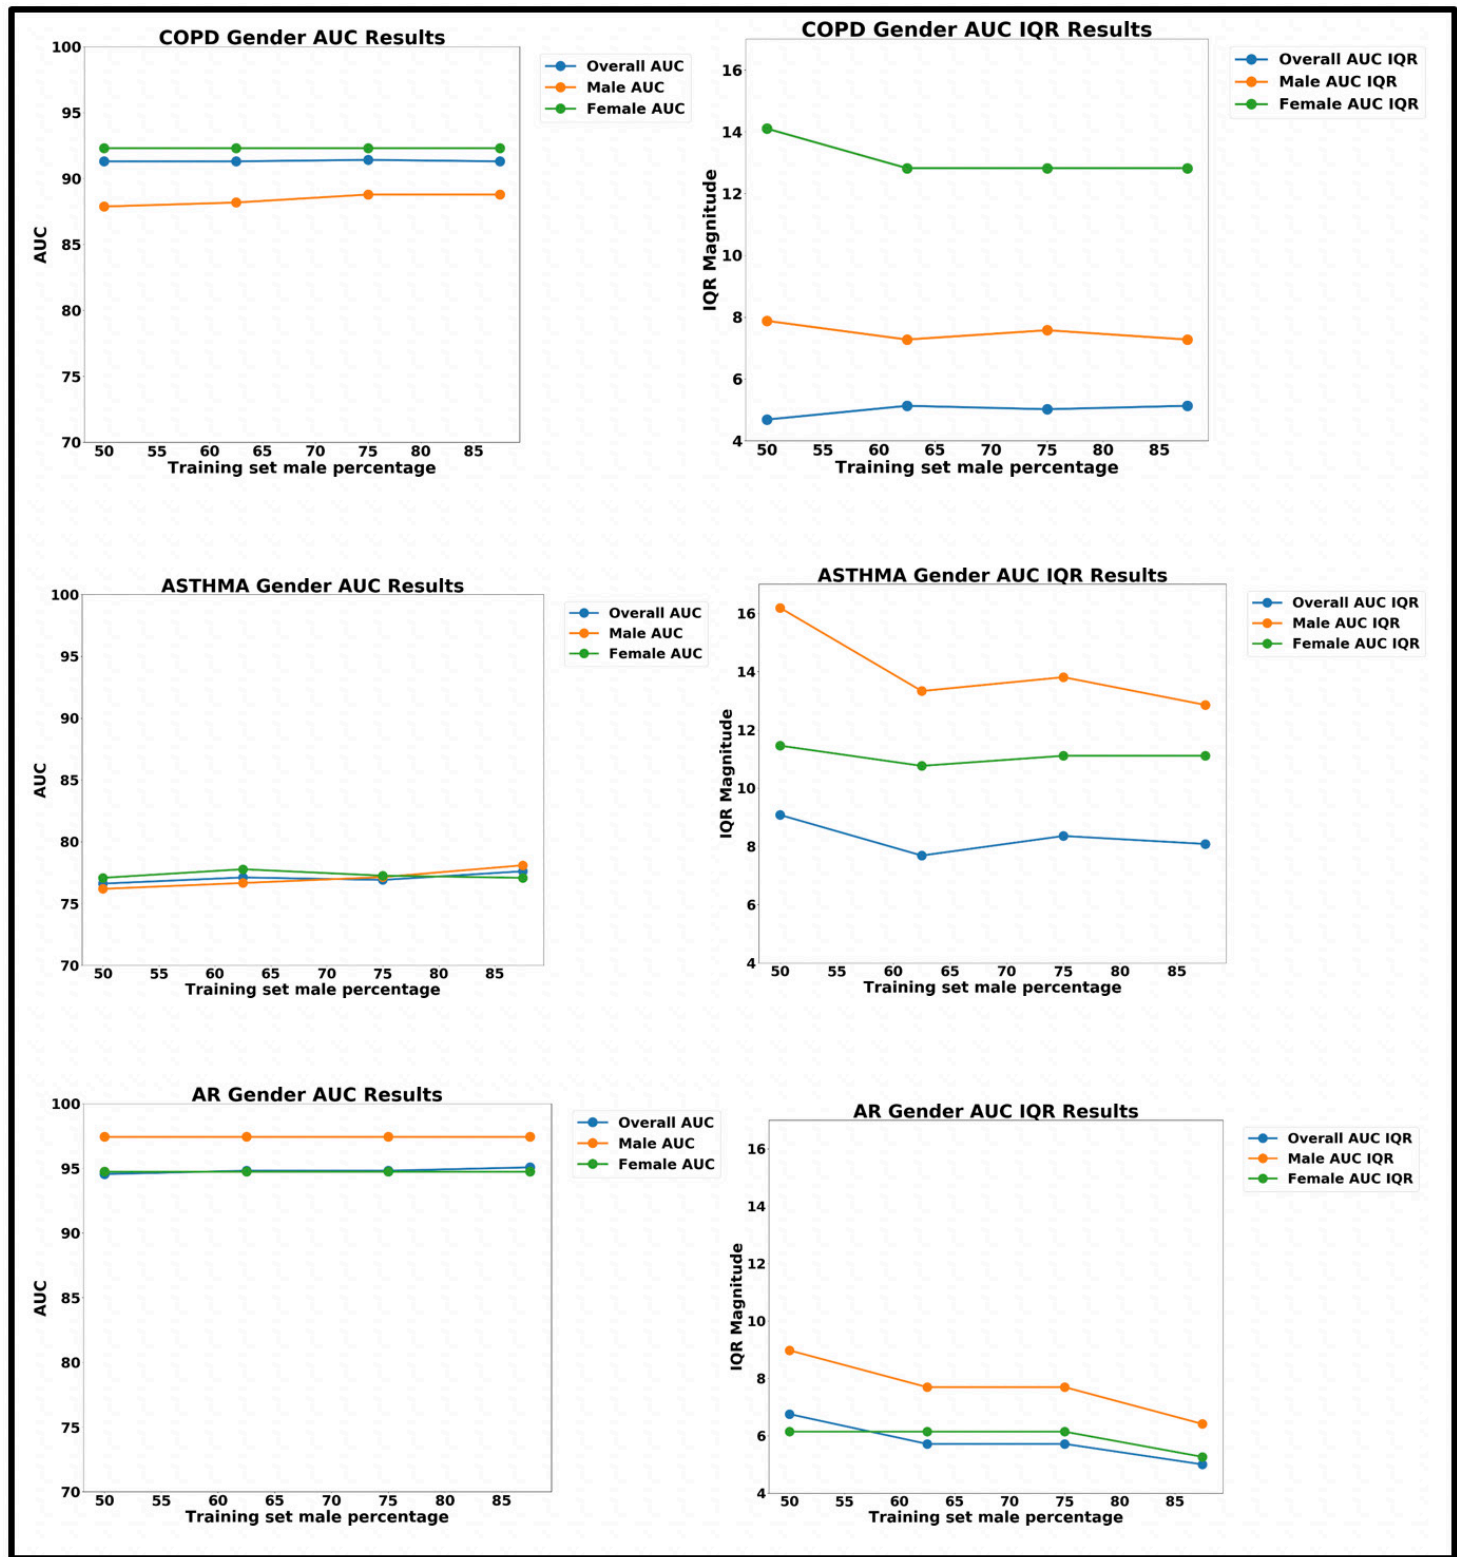 COPD Gender AUC Results
100
95
90
85
80
75
70
AUC
50 55 60 65 70 75 80 85
Training set male percentage
Overall AUC
Male AUC
Female AUC
COPD Gender AUC IQR Results
16
14
12
10
8
6
4
IQR Magnitude
50 55 60 65 70 75 80 85
Training set male percentage
Overall AUC IQR
Male AUC IQR
Female AUC IQR
ASTHMA Gender AUC Results
100
95
90
85
80
75
70
AUC
50 55 60 65 70 75 80 85
Training set male percentage
Overall AUC
Male AUC
Female AUC
ASTHMA Gender AUC IQR Results
16
14
12
10
8
6
4
IQR Magnitude
50 55 60 65 70 75 80 85
Training set male percentage
Overall AUC IQR
Male AUC IQR
Female AUC IQR
AR Gender AUC Results
100
95
90
85
80
75
70
AUC
50 55 60 65 70 75 80 85
Training set male percentage
Overall AUC
Male AUC
Female AUC
AR Gender AUC IQR Results
16
14
12
10
8
6
4
IQR Magnitude
50 55 60 65 70 75 80 85
Training set male percentage
Overall AUC IQR
Male AUC IQR
Female AUC IQR